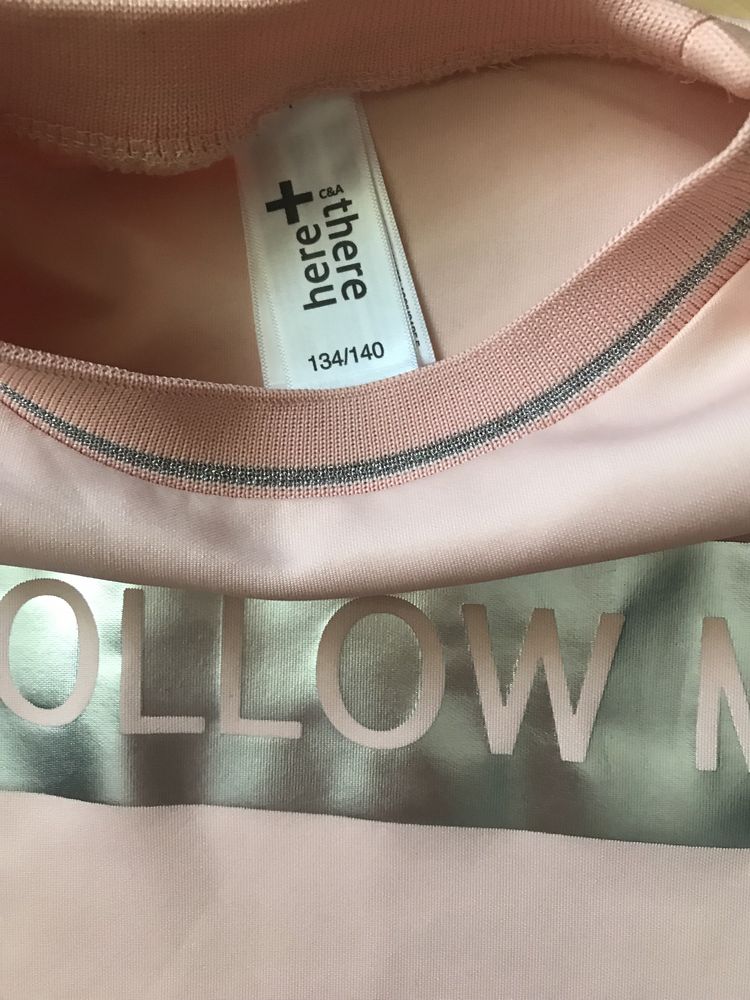 C&A
here
+
there
134/140
OLLOW M